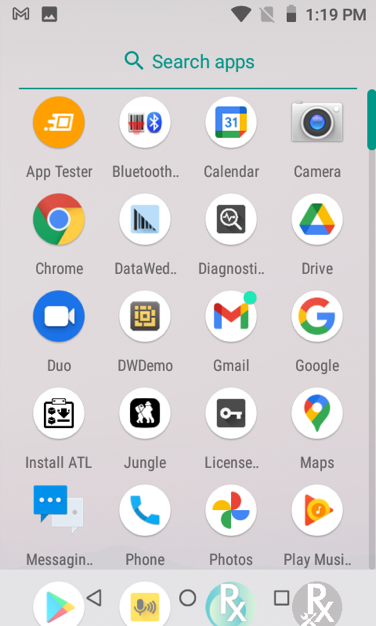 1:19 PM
Search apps
App Tester Bluetooth.. Calendar Camera
31
Chrome DataWed.. Diagnosti.. Drive
Duo DWDemo Gmail Google
Install ATL Jungle License.. Maps
Messagin.. Phone Photos Play Musi..
Rx Rx